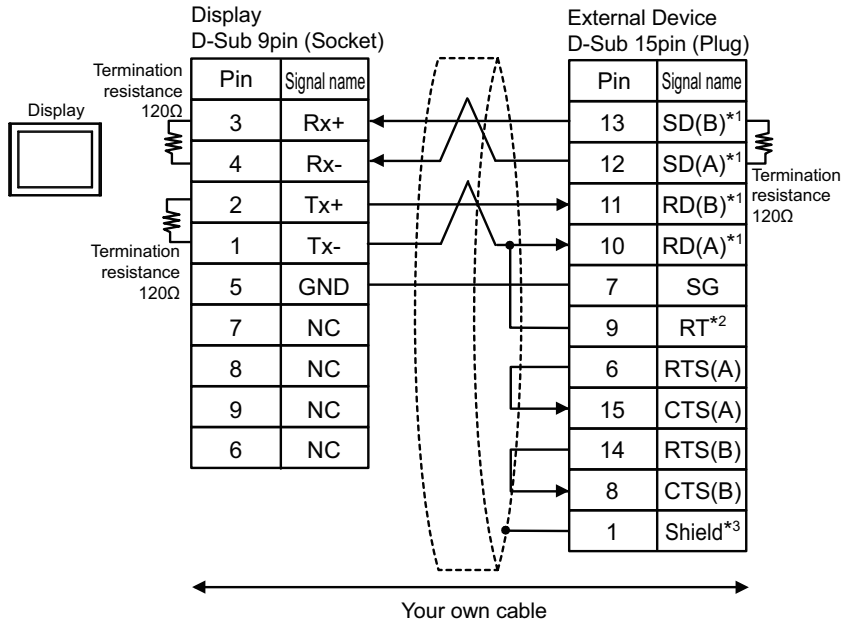 Display
D-Sub 9pin (Socket)
External Device
D-Sub 15pin (Plug)
Display
Termination
resistance
120Ω
Termination
resistance
120Ω
Pin Signal name
3 Rx+
4 Rx-
2 Tx+
1 Tx-
5 GND
7 NC
8 NC
9 NC
6 NC
Pin Signal name
13 SD(B)*1
12 SD(A)*1
11 RD(B)*1
10 RD(A)*1
7 SG
9 RT*2
6 RTS(A)
15 CTS(A)
14 RTS(B)
8 CTS(B)
1 Shield*3
Termination
resistance
120Ω
Your own cable